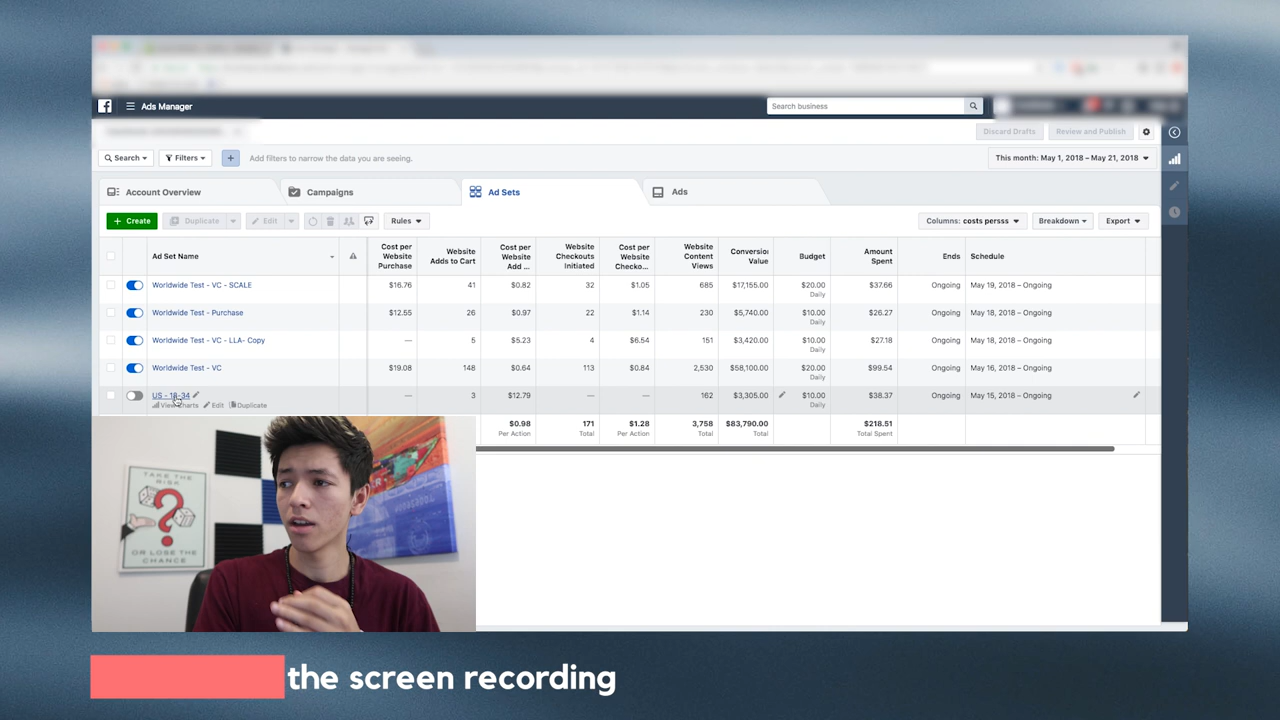 Ads Manager
Search business
Discard Drafts
Review and Publish
Search
Filters
Add filters to narrow the data you are seeing.
This month: May 1, 2018 – May 21, 2018
Account Overview
Campaigns
Ad Sets
Ads
+ Create
Duplicate
Edit
Rules
Columns: costs persss
Breakdown
Export
Ad Set Name
Cost per Website Purchase
Website Adds to Cart
Cost per Website Add ...
Website Checkouts Initiated
Cost per Website Checko...
Website Content Views
Conversion Value
Budget
Amount Spent
Ends
Schedule
Worldwide Test - VC - SCALE $16.76 41 $0.82 32 $1.05 685 $17,155.00 $20.00 $37.66 Ongoing May 19, 2018 – Ongoing
Daily
Worldwide Test - Purchase $12.55 26 $0.97 22 $1.14 230 $5,740.00 $10.00 $26.27 Ongoing May 18, 2018 – Ongoing
Daily
Worldwide Test - VC - LLA- Copy — 5 $5.23 4 $6.54 151 $3,420.00 $10.00 $27.18 Ongoing May 18, 2018 – Ongoing
Daily
Worldwide Test - VC $19.08 148 $0.64 113 $0.84 2,530 $58,100.00 $20.00 $99.54 Ongoing May 16, 2018 – Ongoing
Daily
US - 34 — 3 $12.79 — — 162 $3,305.00 $10.00 $38.37 Ongoing May 15, 2018 – Ongoing
View Charts Edit Duplicate Daily
$0.98 171 $1.28 3,758 $83,790.00 $218.51
Per Action Total Per Action Total Total Total Spent
TAKE THE
RISK
?
OR LOSE THE
CHANCE
the screen recording